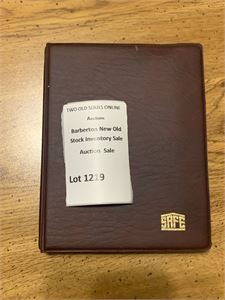 TWO OLD SOULS ONLINE
Auctions
Barberton New Old
Stock Inventory Sale
Auction Sale
Lot 1219
SAFE